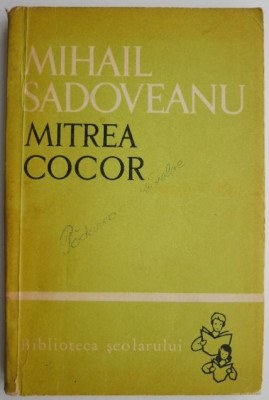 MIHAIL
SADOVEANU
MITREA
COCOR
Biblioteca școlarului